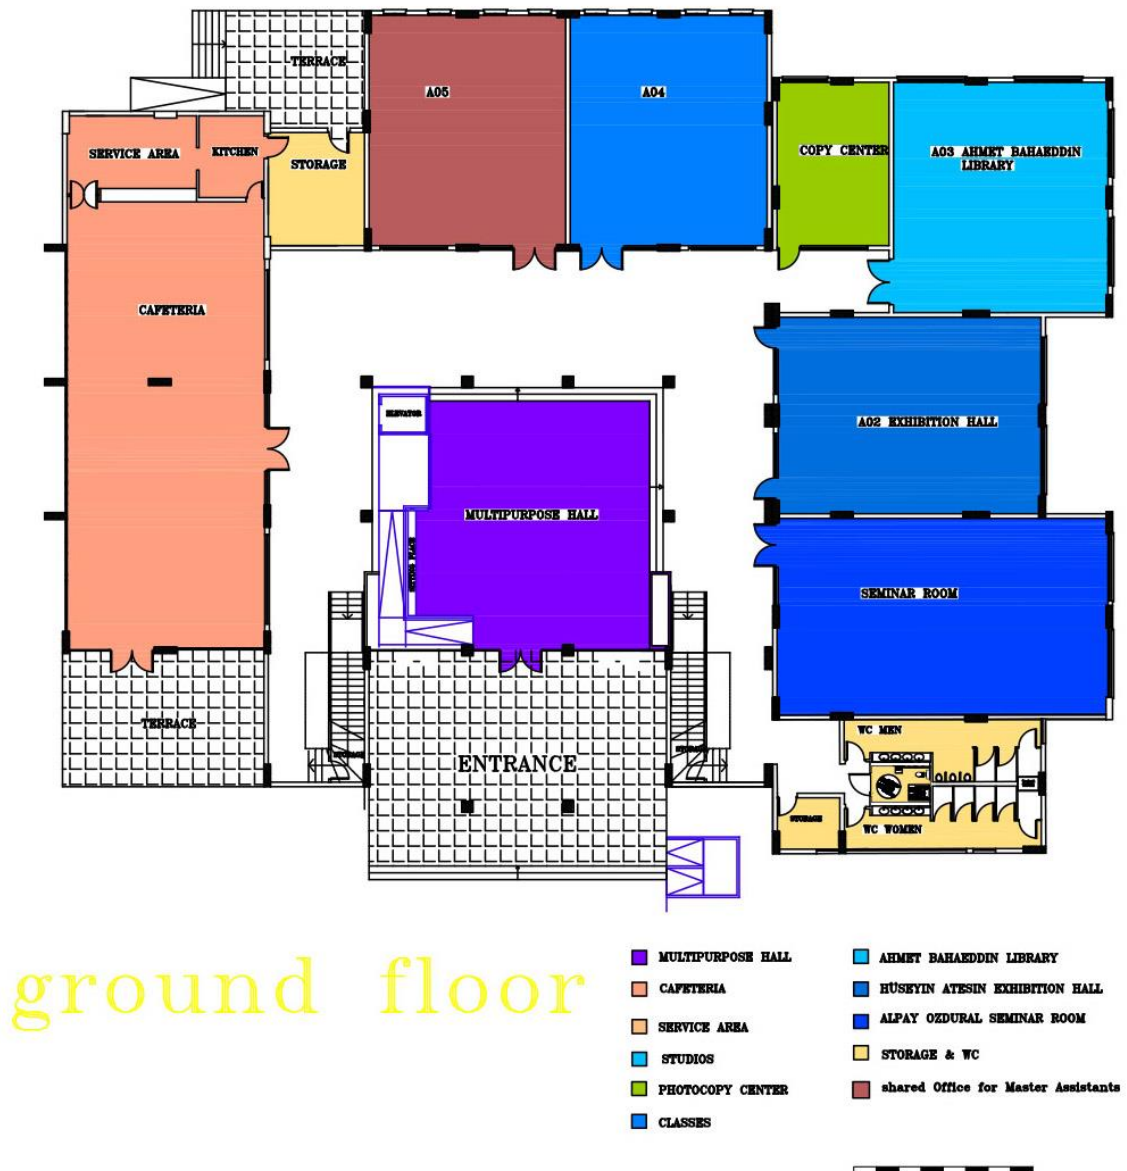 TERRACE
A05
A04
SERVICE AREA
KITCHEN
STORAGE
COPY CENTER
A03 AHMET BAHAEDDIN
LIBRARY
CAFETERIA
ELEVATOR
A02 EXHIBITION HALL
MULTIPURPOSE HALL
SEMINAR ROOM
TERRACE
WC MEN
STORAGE
ENTRANCE
STORAGE
STORAGE
WC WOMEN
ground floor
MULTIPURPOSE HALL
CAFETERIA
SERVICE AREA
STUDIOS
PHOTOCOPY CENTER
CLASSES
AHMET BAHAEDDIN LIBRARY
HÜSEYIN ATESIN EXHIBITION HALL
ALPAY OZDURAL SEMINAR ROOM
STORAGE & WC
shared Office for Master Assistants